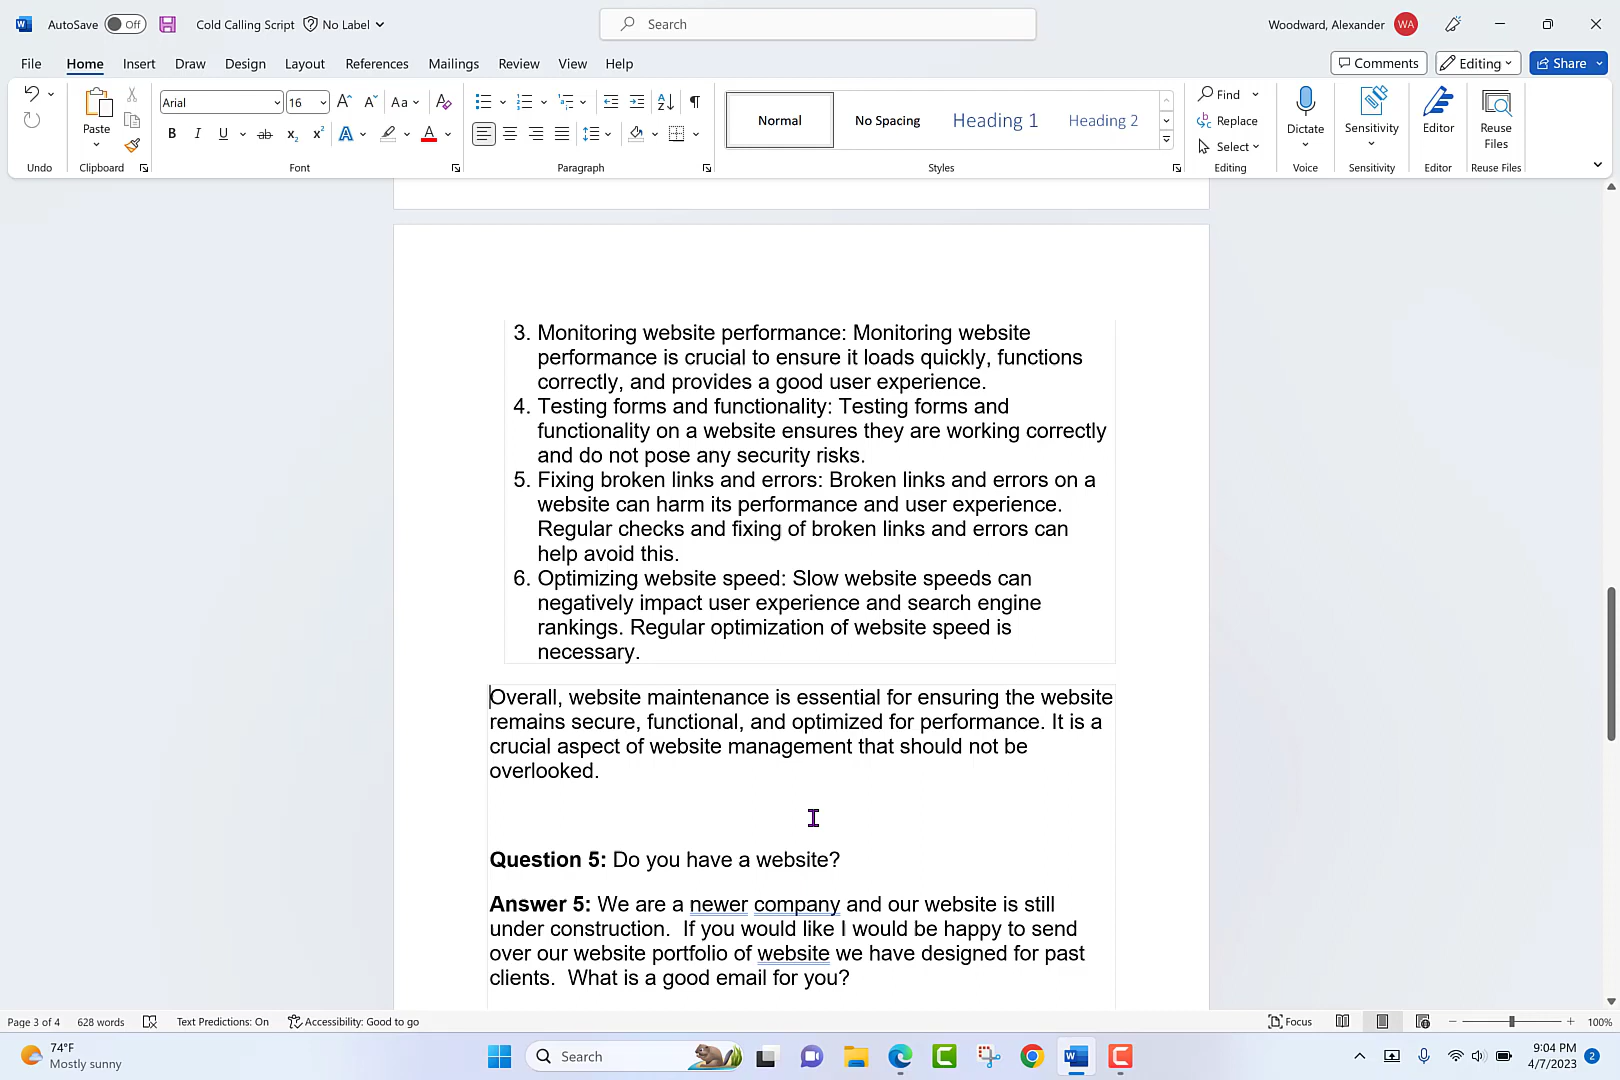 AutoSave Off Cold Calling Script No Label Search Woodward, Alexander WA
File Home Insert Draw Design Layout References Mailings Review View Help Comments Editing Share
Paste Arial 16 Aa Normal No Spacing Heading 1 Heading 2 Find Replace Select Dictate Sensitivity Editor Reuse Files
Undo Clipboard Font Paragraph Styles Editing Voice Sensitivity Editor Reuse Files
3. Monitoring website performance: Monitoring website
performance is crucial to ensure it loads quickly, functions
correctly, and provides a good user experience.
4. Testing forms and functionality: Testing forms and
functionality on a website ensures they are working correctly
and do not pose any security risks.
5. Fixing broken links and errors: Broken links and errors on a
website can harm its performance and user experience.
Regular checks and fixing of broken links and errors can
help avoid this.
6. Optimizing website speed: Slow website speeds can
negatively impact user experience and search engine
rankings. Regular optimization of website speed is
necessary.
Overall, website maintenance is essential for ensuring the website
remains secure, functional, and optimized for performance. It is a
crucial aspect of website management that should not be
overlooked.
Question 5: Do you have a website?
Answer 5: We are a newer company and our website is still
under construction.  If you would like I would be happy to send
over our website portfolio of website we have designed for past
clients.  What is a good email for you?
Page 3 of 4 628 words Text Predictions: On Accessibility: Good to go Focus 100%
74°F
Mostly sunny
Search
9:04 PM
4/7/2023
2